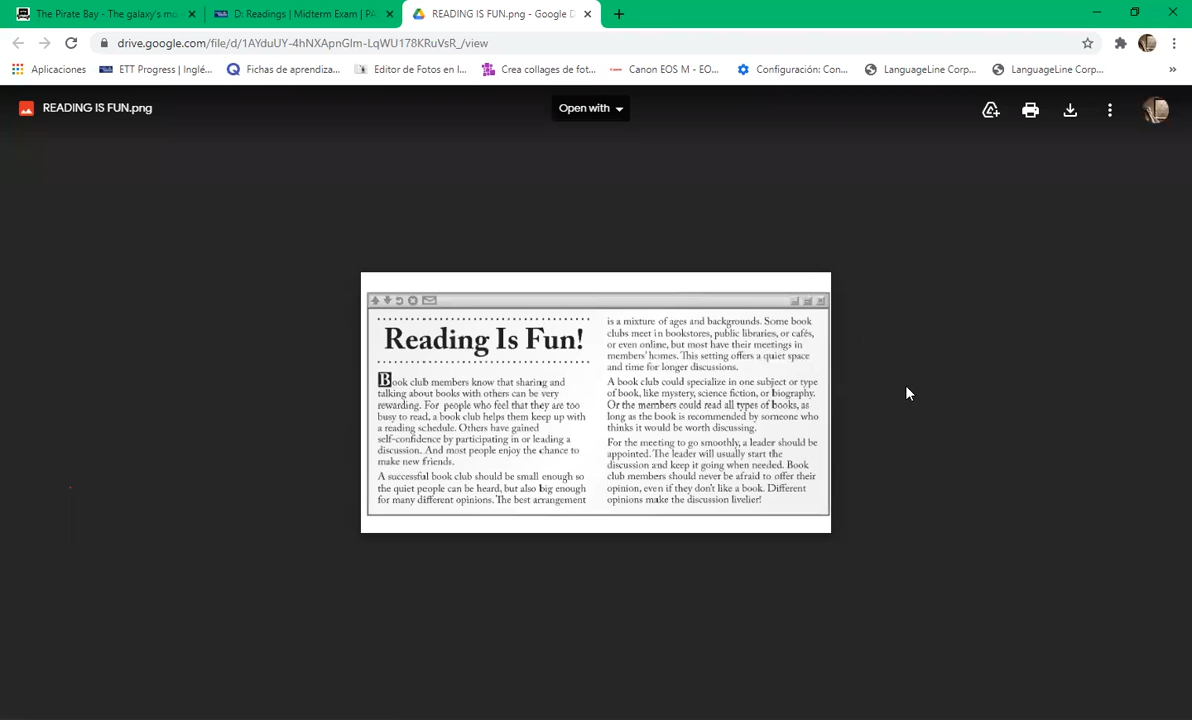 The Pirate Bay - The galaxy's mo
D: Readings | Midterm Exam | PA
READING IS FUN.png - Google D
drive.google.com/file/d/1AYduUY-4hNXApnGlm-LqWU178KRuVsR_/view
Aplicaciones
ETT Progress | Inglé...
Fichas de aprendiza...
Editor de Fotos en l...
Crea collages de fot...
Canon EOS M - EO...
Configuración: Con...
LanguageLine Corp...
LanguageLine Corp...
READING IS FUN.png
Open with
Reading Is Fun!
Book club members know that sharing and
talking about books with others can be very
rewarding. For people who feel that they are too
busy to read, a book club helps them keep up with
a reading schedule. Others have gained
self-confidence by participating in or leading a
discussion. And most people enjoy the chance to
make new friends.
A successful book club should be small enough so
the quiet people can be heard, but also big enough
for many different opinions. The best arrangement
is a mixture of ages and backgrounds. Some book
clubs meet in bookstores, public libraries, or cafés,
or even online, but most have their meetings in
members' homes. This setting offers a quiet space
and time for longer discussions.
A book club could specialize in one subject or type
of book, like mystery, science fiction, or biography.
Or the members could read all types of books, as
long as the book is recommended by someone who
thinks it would be worth discussing.
For the meeting to go smoothly, a leader should be
appointed. The leader will usually start the
discussion and keep it going when needed. Book
club members should never be afraid to offer their
opinion, even if they don't like a book. Different
opinions make the discussion livelier!